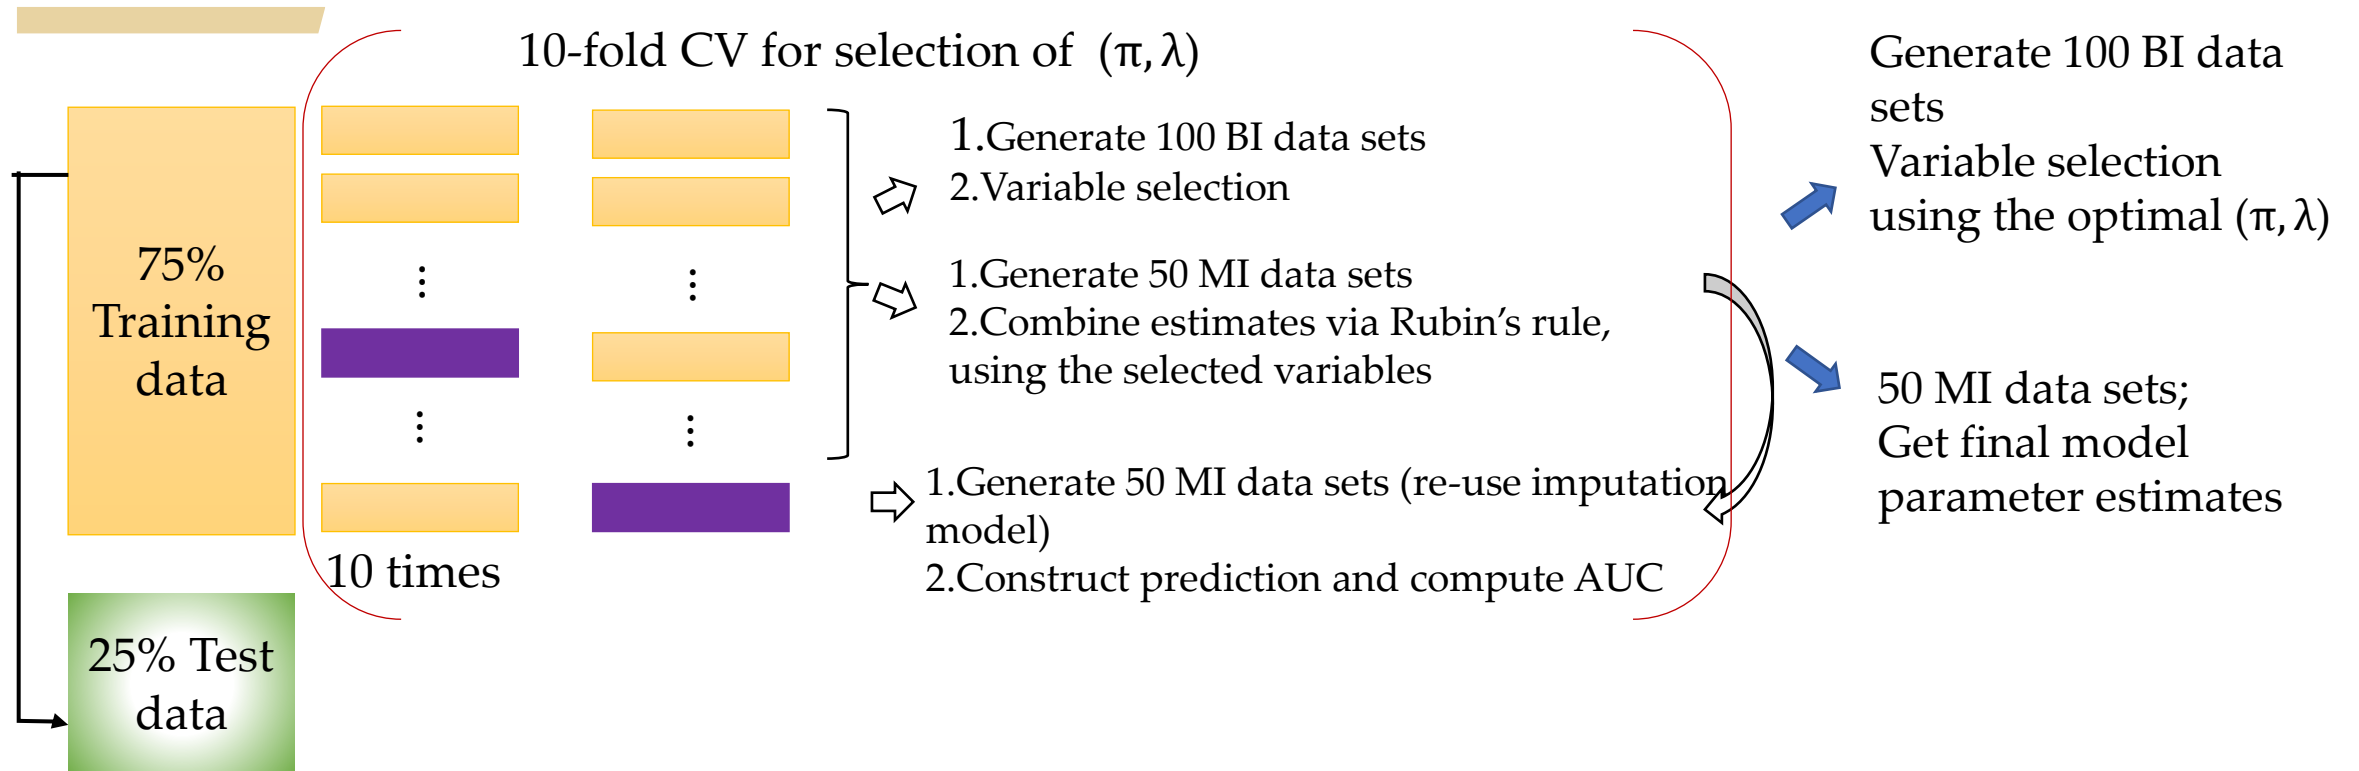 10-fold CV for selection of (π, λ)
75%
Training
data
25% Test
data
10 times
1.Generate 100 BI data sets
2.Variable selection
1.Generate 50 MI data sets
2.Combine estimates via Rubin’s rule,
using the selected variables
1.Generate 50 MI data sets (re-use imputation
model)
2.Construct prediction and compute AUC
Generate 100 BI data
sets
Variable selection
using the optimal (π, λ)
50 MI data sets;
Get final model
parameter estimates